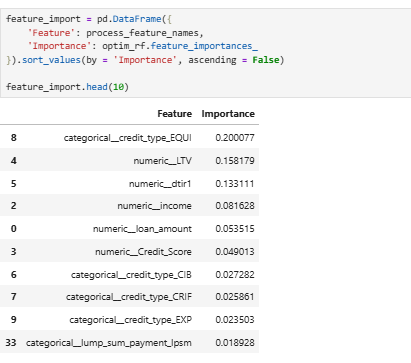 feature_import = pd.DataFrame({
    'Feature': process_feature_names,
    'Importance': optim_rf.feature_importances_
}).sort_values(by = 'Importance', ascending = False)

feature_import.head(10)
Feature Importance
8 categorical__credit_type_EQUI 0.200077
4 numeric__LTV 0.158179
5 numeric__dtir1 0.133111
2 numeric__income 0.081628
0 numeric__loan_amount 0.053515
3 numeric__Credit_Score 0.049013
6 categorical__credit_type_CIB 0.027282
7 categorical__credit_type_CRIF 0.025861
9 categorical__credit_type_EXP 0.023503
33 categorical__lump_sum_payment_lpsm 0.018928